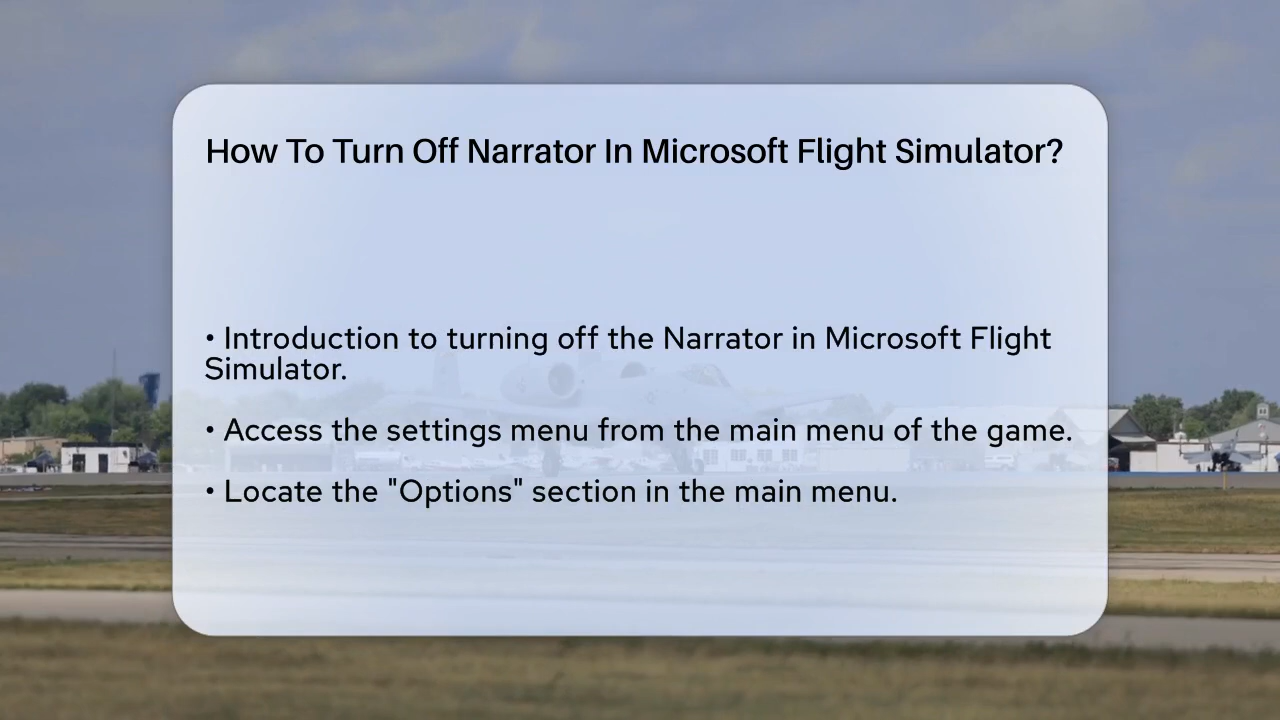 How To Turn Off Narrator In Microsoft Flight Simulator?
• Introduction to turning off the Narrator in Microsoft Flight
Simulator.
• Access the settings menu from the main menu of the game.
• Locate the "Options" section in the main menu.